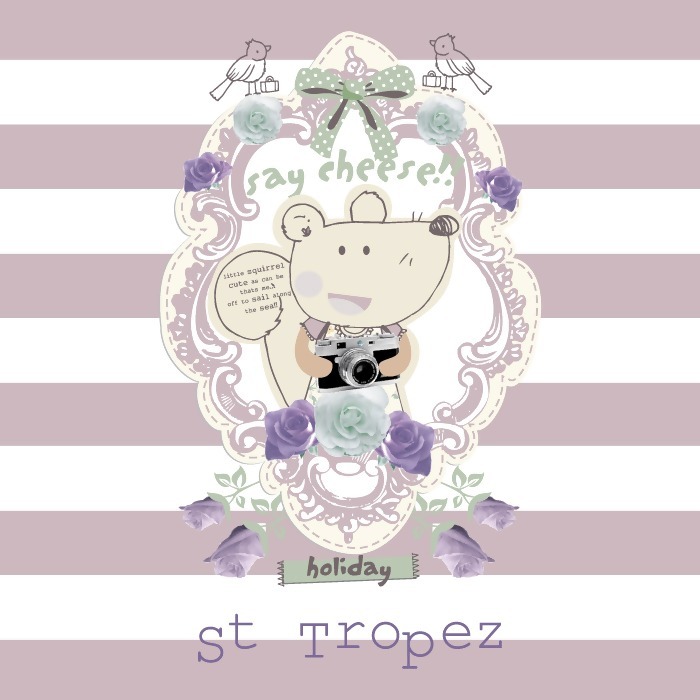 say cheese!!
little squirrel
cute as can be
thats me..
off to sail along
the sea!!
holiday
st Tropez